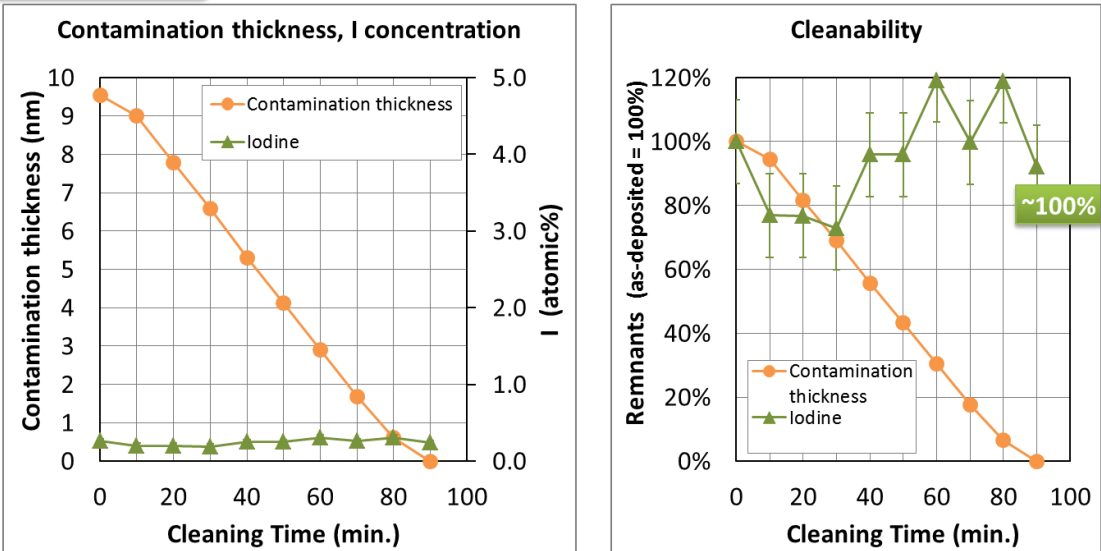 Contamination thickness, I concentration
10
9
8
7
6
5
4
3
2
1
0
Contamination thickness (nm)
5.0
4.0
3.0
2.0
1.0
0.0
I (atomic%)
Contamination thickness
Iodine
0 20 40 60 80 100
Cleaning Time (min.)
Cleanability
120%
100%
80%
60%
40%
20%
0%
Remnants (as-deposited = 100%)
~100%
Contamination
thickness
Iodine
0 20 40 60 80 100
Cleaning Time (min.)